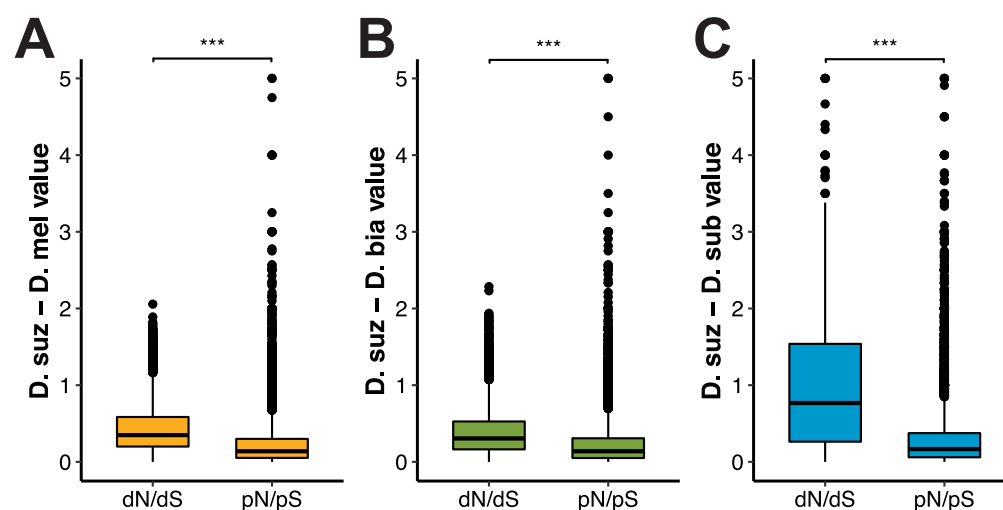 A
***
D. suz – D. mel value
5
4
3
2
1
0
dN/dS pN/pS
B
***
D. suz – D. bia value
5
4
3
2
1
0
dN/dS pN/pS
C
***
D. suz – D. sub value
5
4
3
2
1
0
dN/dS pN/pS